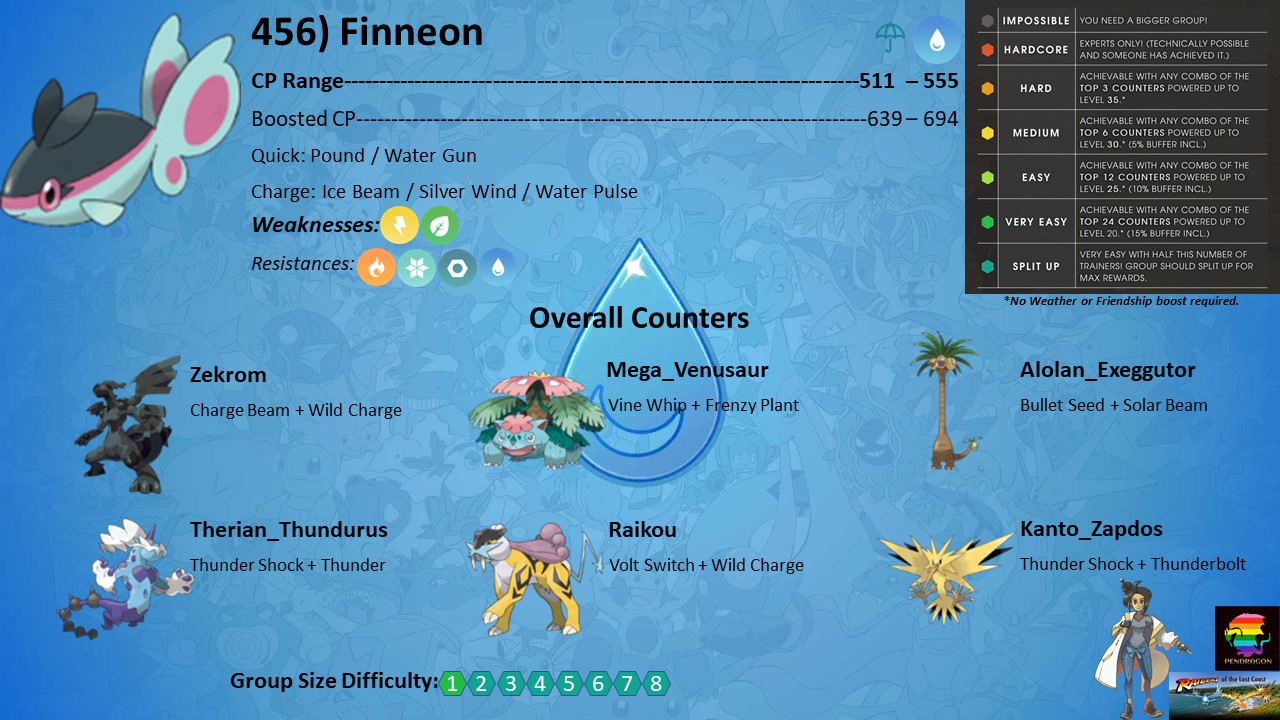 456) Finneon
CP Range------------------------------------------------------------------------511 – 555
Boosted CP------------------------------------------------------------------------639 – 694
Quick: Pound / Water Gun
Charge: Ice Beam / Silver Wind / Water Pulse
Weaknesses:
Resistances:
IMPOSSIBLE YOU NEED A BIGGER GROUP!
HARDCORE EXPERTS ONLY! (TECHNICALLY POSSIBLE
AND SOMEONE HAS ACHIEVED IT.)
HARD ACHIEVABLE WITH ANY COMBO OF THE
TOP 3 COUNTERS POWERED UP TO
LEVEL 35.*
MEDIUM ACHIEVABLE WITH ANY COMBO OF THE
TOP 6 COUNTERS POWERED UP TO
LEVEL 30.* (5% BUFFER INCL.)
EASY ACHIEVABLE WITH ANY COMBO OF THE
TOP 12 COUNTERS POWERED UP TO
LEVEL 25.* (10% BUFFER INCL.)
VERY EASY ACHIEVABLE WITH ANY COMBO OF THE
TOP 24 COUNTERS POWERED UP TO
LEVEL 20.* (15% BUFFER INCL.)
SPLIT UP VERY EASY WITH HALF THIS NUMBER OF
TRAINERS! GROUP SHOULD SPLIT UP FOR
MAX REWARDS.
*No Weather or Friendship boost required.
Overall Counters
Zekrom
Charge Beam + Wild Charge
Mega_Venusaur
Vine Whip + Frenzy Plant
Alolan_Exeggutor
Bullet Seed + Solar Beam
Therian_Thundurus
Thunder Shock + Thunder
Raikou
Volt Switch + Wild Charge
Kanto_Zapdos
Thunder Shock + Thunderbolt
Group Size Difficulty: 1 2 3 4 5 6 7 8
PENDRAGON
RAIDERS of the Lost Coast